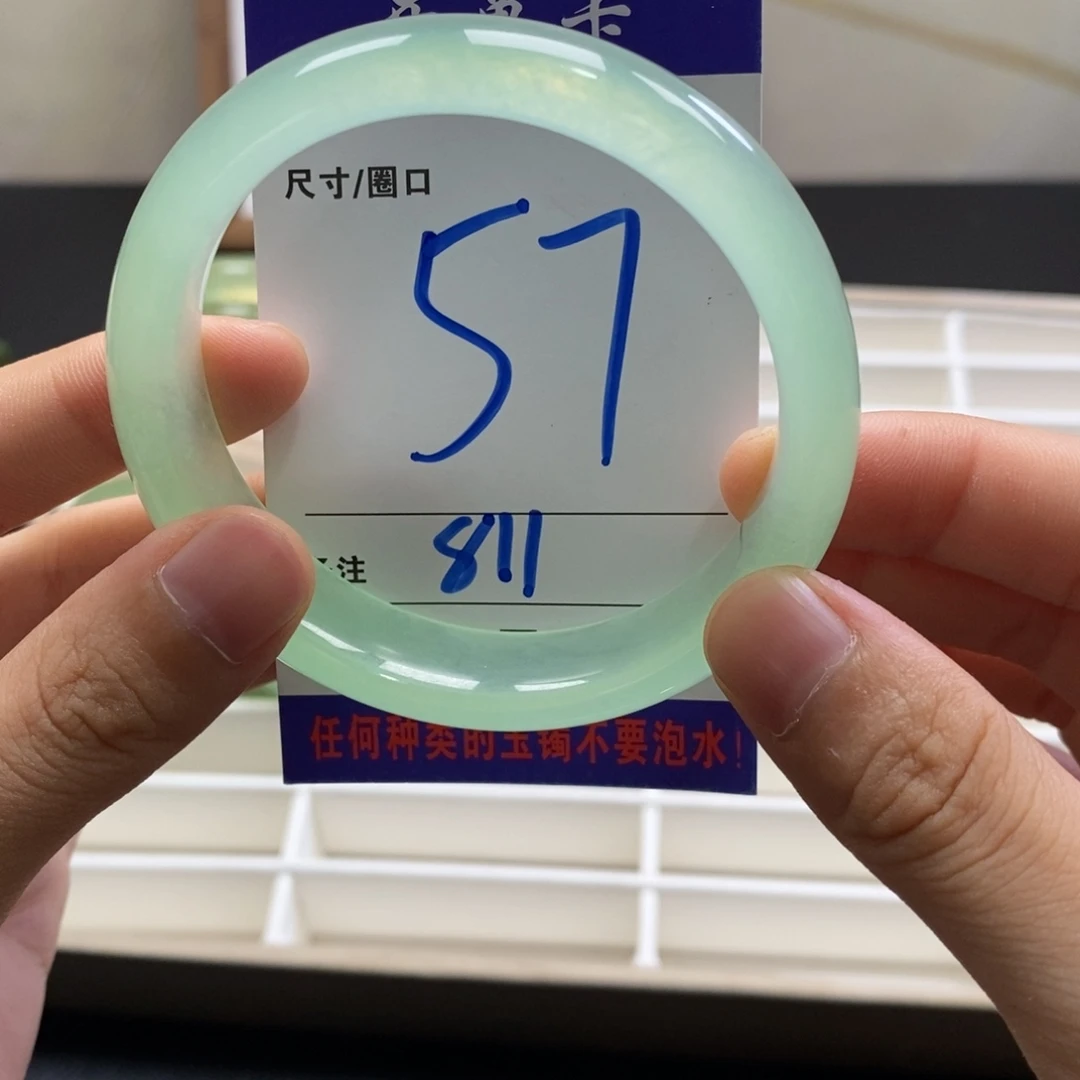 尺寸/圈口
57
注 811
任何种类的玉镯不要泡水!